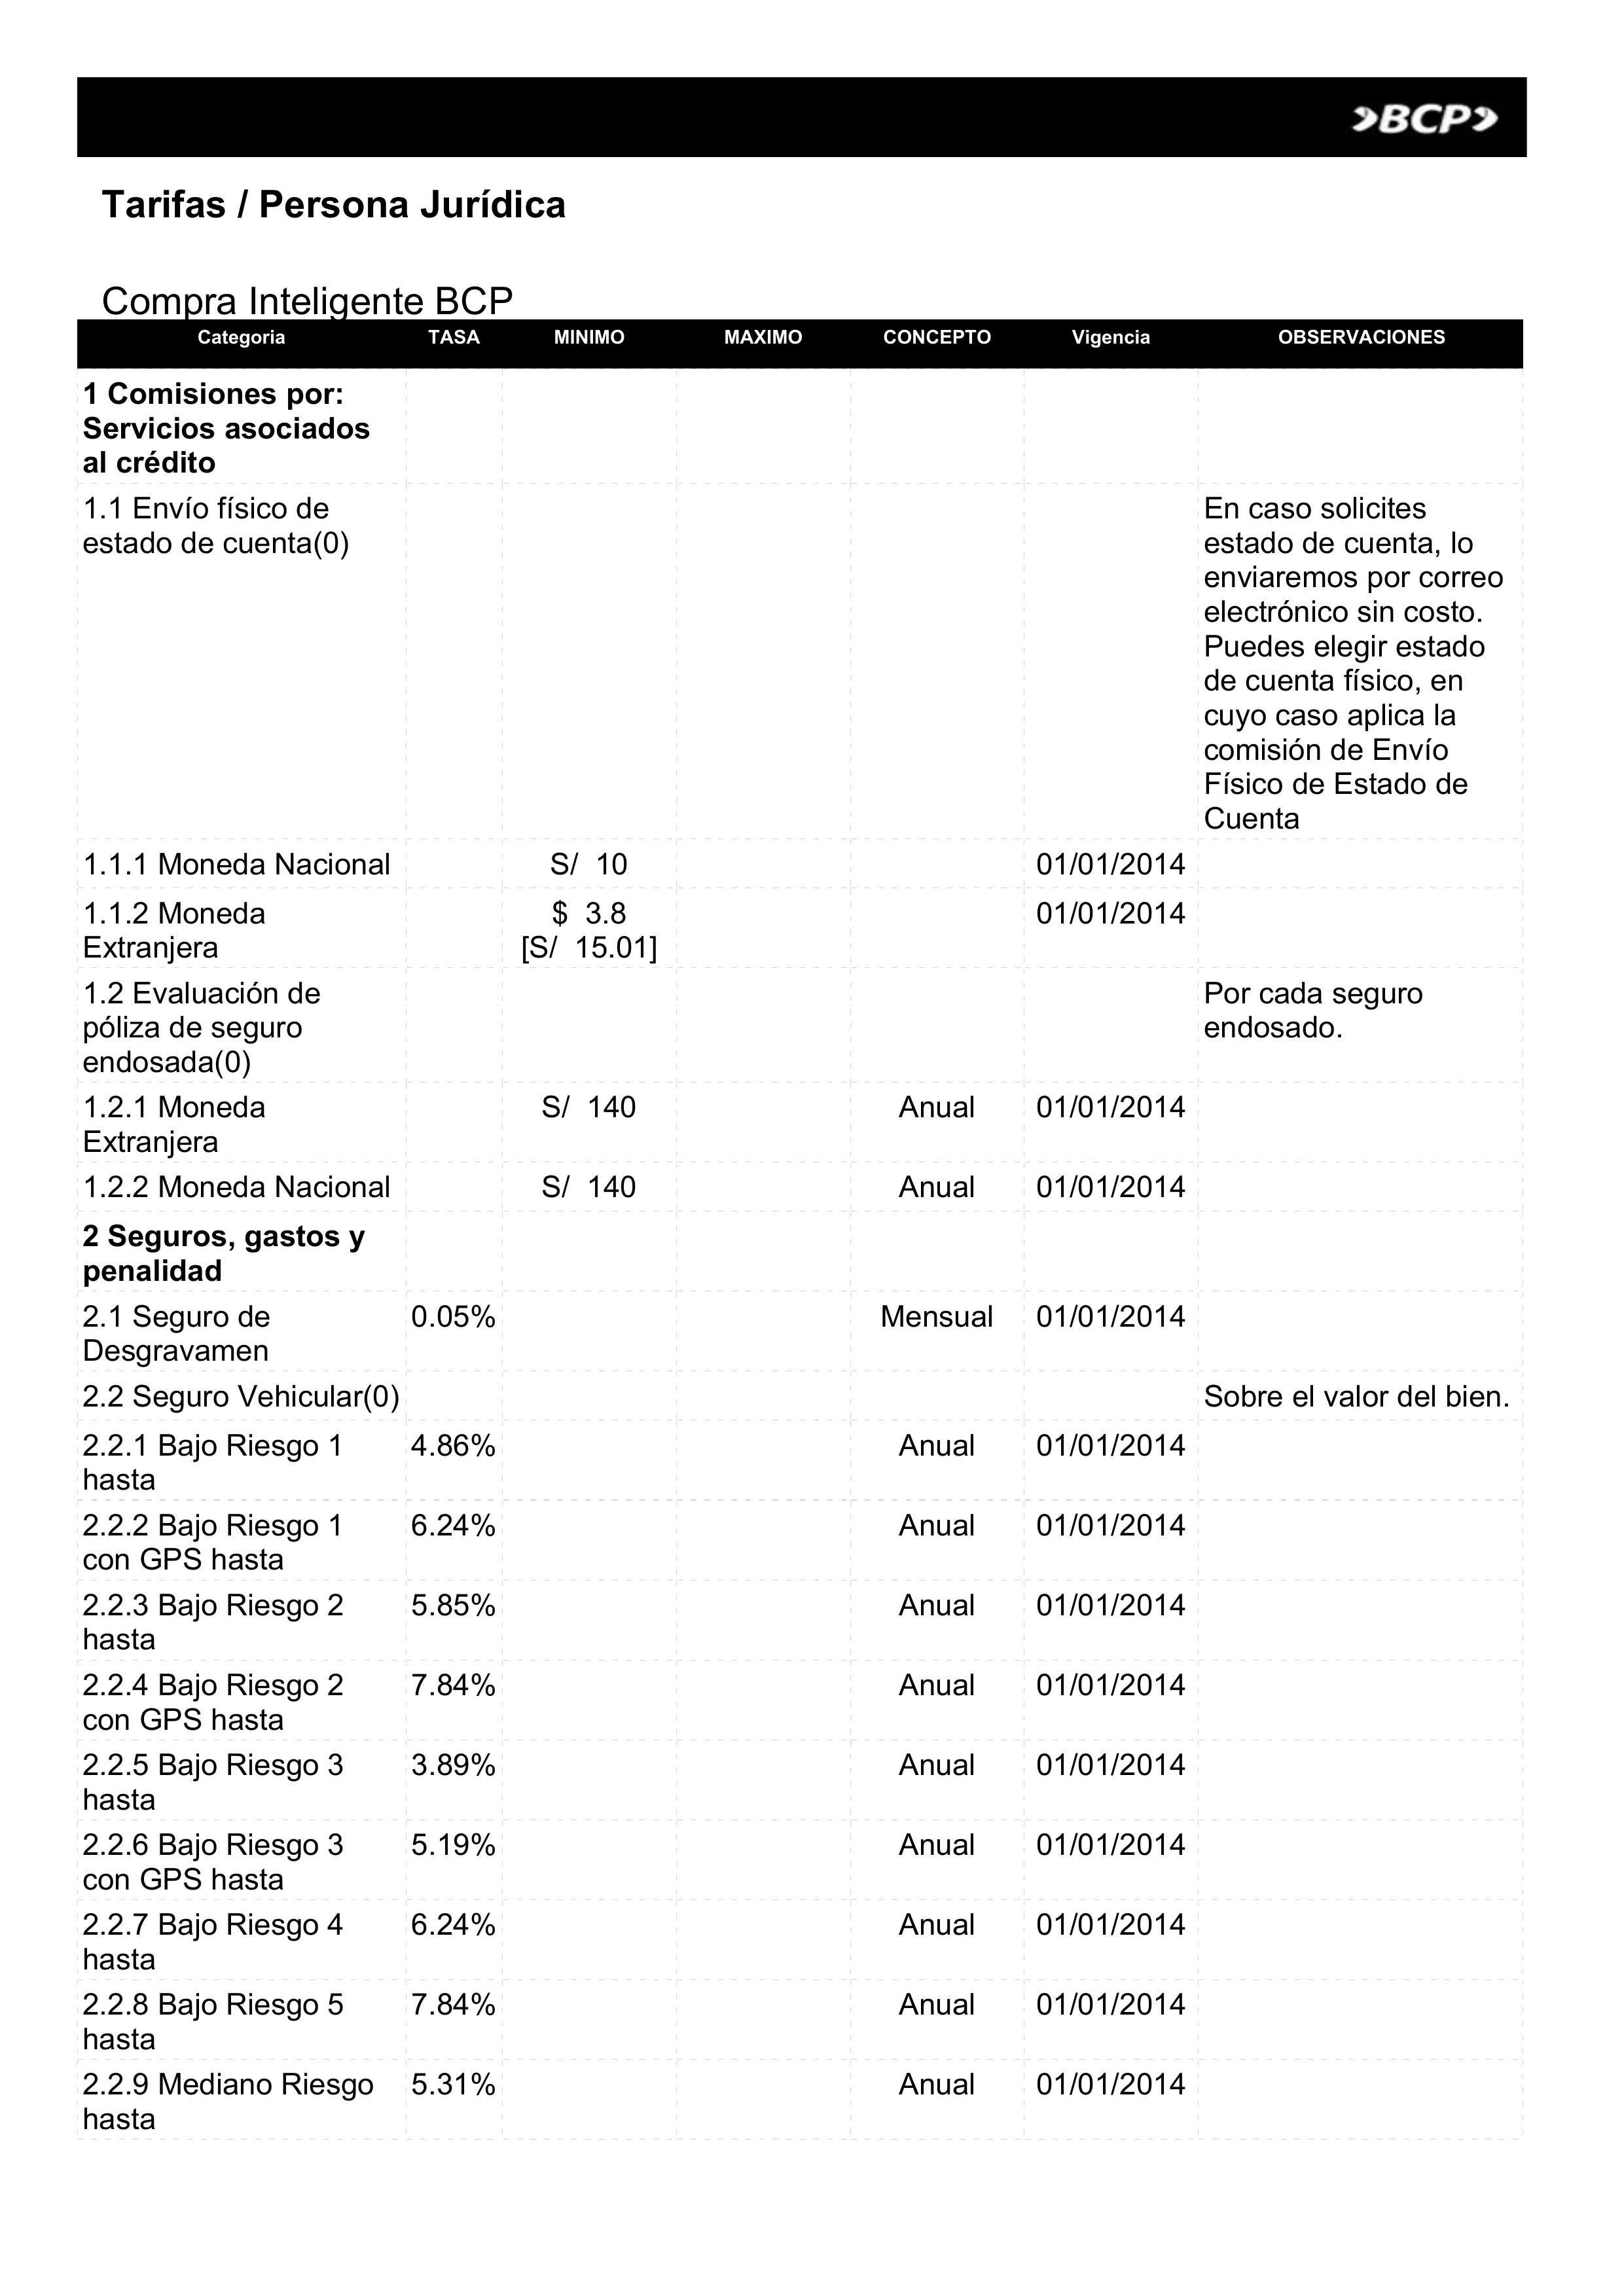 BCP
Tarifas / Persona Jurídica
Compra Inteligente BCP
Categoria TASA MINIMO MAXIMO CONCEPTO Vigencia OBSERVACIONES
1 Comisiones por:
Servicios asociados
al crédito
1.1 Envío físico de
estado de cuenta(0)
En caso solicites
estado de cuenta, lo
enviaremos por correo
electrónico sin costo.
Puedes elegir estado
de cuenta físico, en
cuyo caso aplica la
comisión de Envío
Físico de Estado de
Cuenta
1.1.1 Moneda Nacional S/ 10 01/01/2014
1.1.2 Moneda $ 3.8 01/01/2014
Extranjera [S/ 15.01]
1.2 Evaluación de
póliza de seguro
endosada(0)
Por cada seguro
endosado.
1.2.1 Moneda S/ 140 Anual 01/01/2014
Extranjera
1.2.2 Moneda Nacional S/ 140 Anual 01/01/2014
2 Seguros, gastos y
penalidad
2.1 Seguro de 0.05% Mensual 01/01/2014
Desgravamen
2.2 Seguro Vehicular(0) Sobre el valor del bien.
2.2.1 Bajo Riesgo 1 4.86% Anual 01/01/2014
hasta
2.2.2 Bajo Riesgo 1 6.24% Anual 01/01/2014
con GPS hasta
2.2.3 Bajo Riesgo 2 5.85% Anual 01/01/2014
hasta
2.2.4 Bajo Riesgo 2 7.84% Anual 01/01/2014
con GPS hasta
2.2.5 Bajo Riesgo 3 3.89% Anual 01/01/2014
hasta
2.2.6 Bajo Riesgo 3 5.19% Anual 01/01/2014
con GPS hasta
2.2.7 Bajo Riesgo 4 6.24% Anual 01/01/2014
hasta
2.2.8 Bajo Riesgo 5 7.84% Anual 01/01/2014
hasta
2.2.9 Mediano Riesgo 5.31% Anual 01/01/2014
hasta